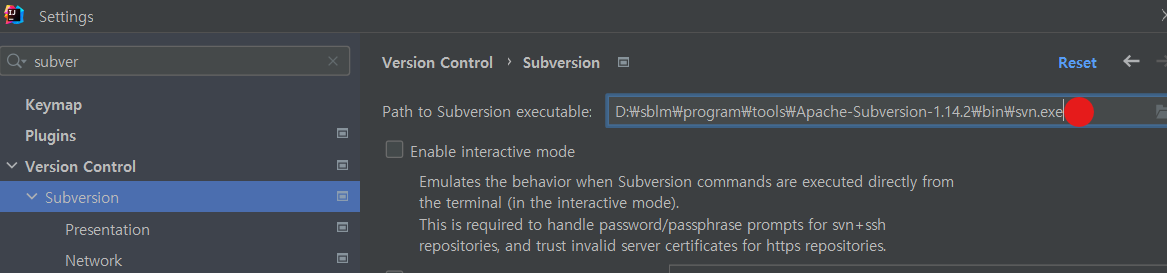 Settings
subver
Version Control › Subversion
Reset
Keymap
Plugins
Version Control
Subversion
Presentation
Network
Path to Subversion executable:
D:₩sblm₩program₩tools₩Apache-Subversion-1.14.2₩bin₩svn.exe
Enable interactive mode
Emulates the behavior when Subversion commands are executed directly from
the terminal (in the interactive mode).
This is required to handle password/passphrase prompts for svn+ssh
repositories, and trust invalid server certificates for https repositories.